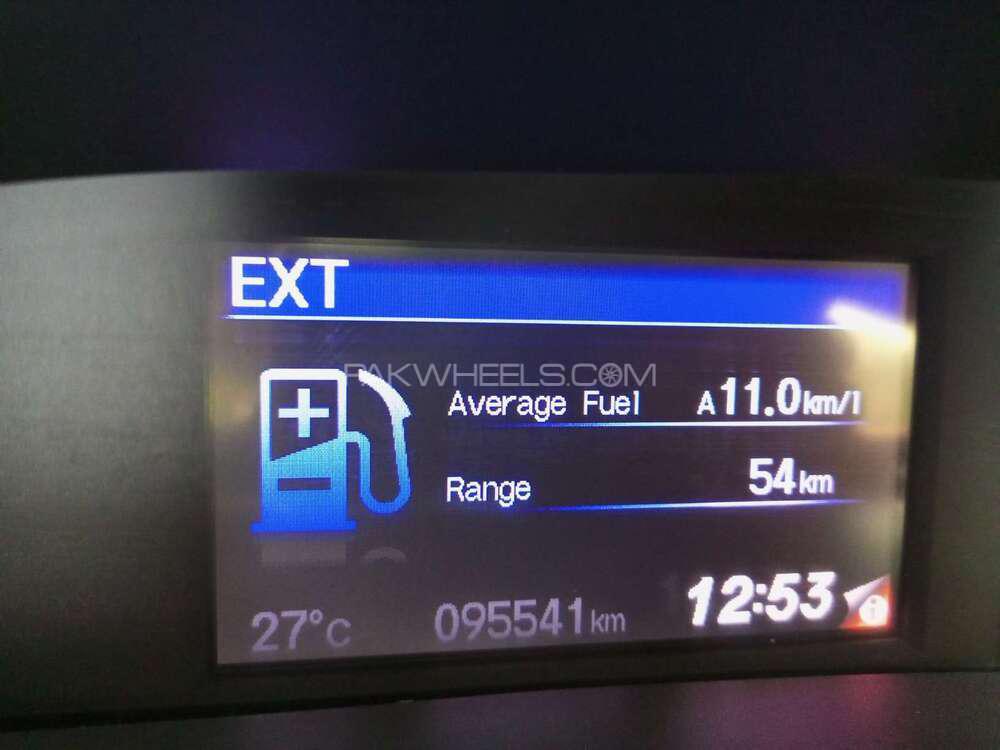 EXT
PAKWHEELS.COM
Average Fuel A11.0km/l
Range 54km
27°C 095541km 12:53 i